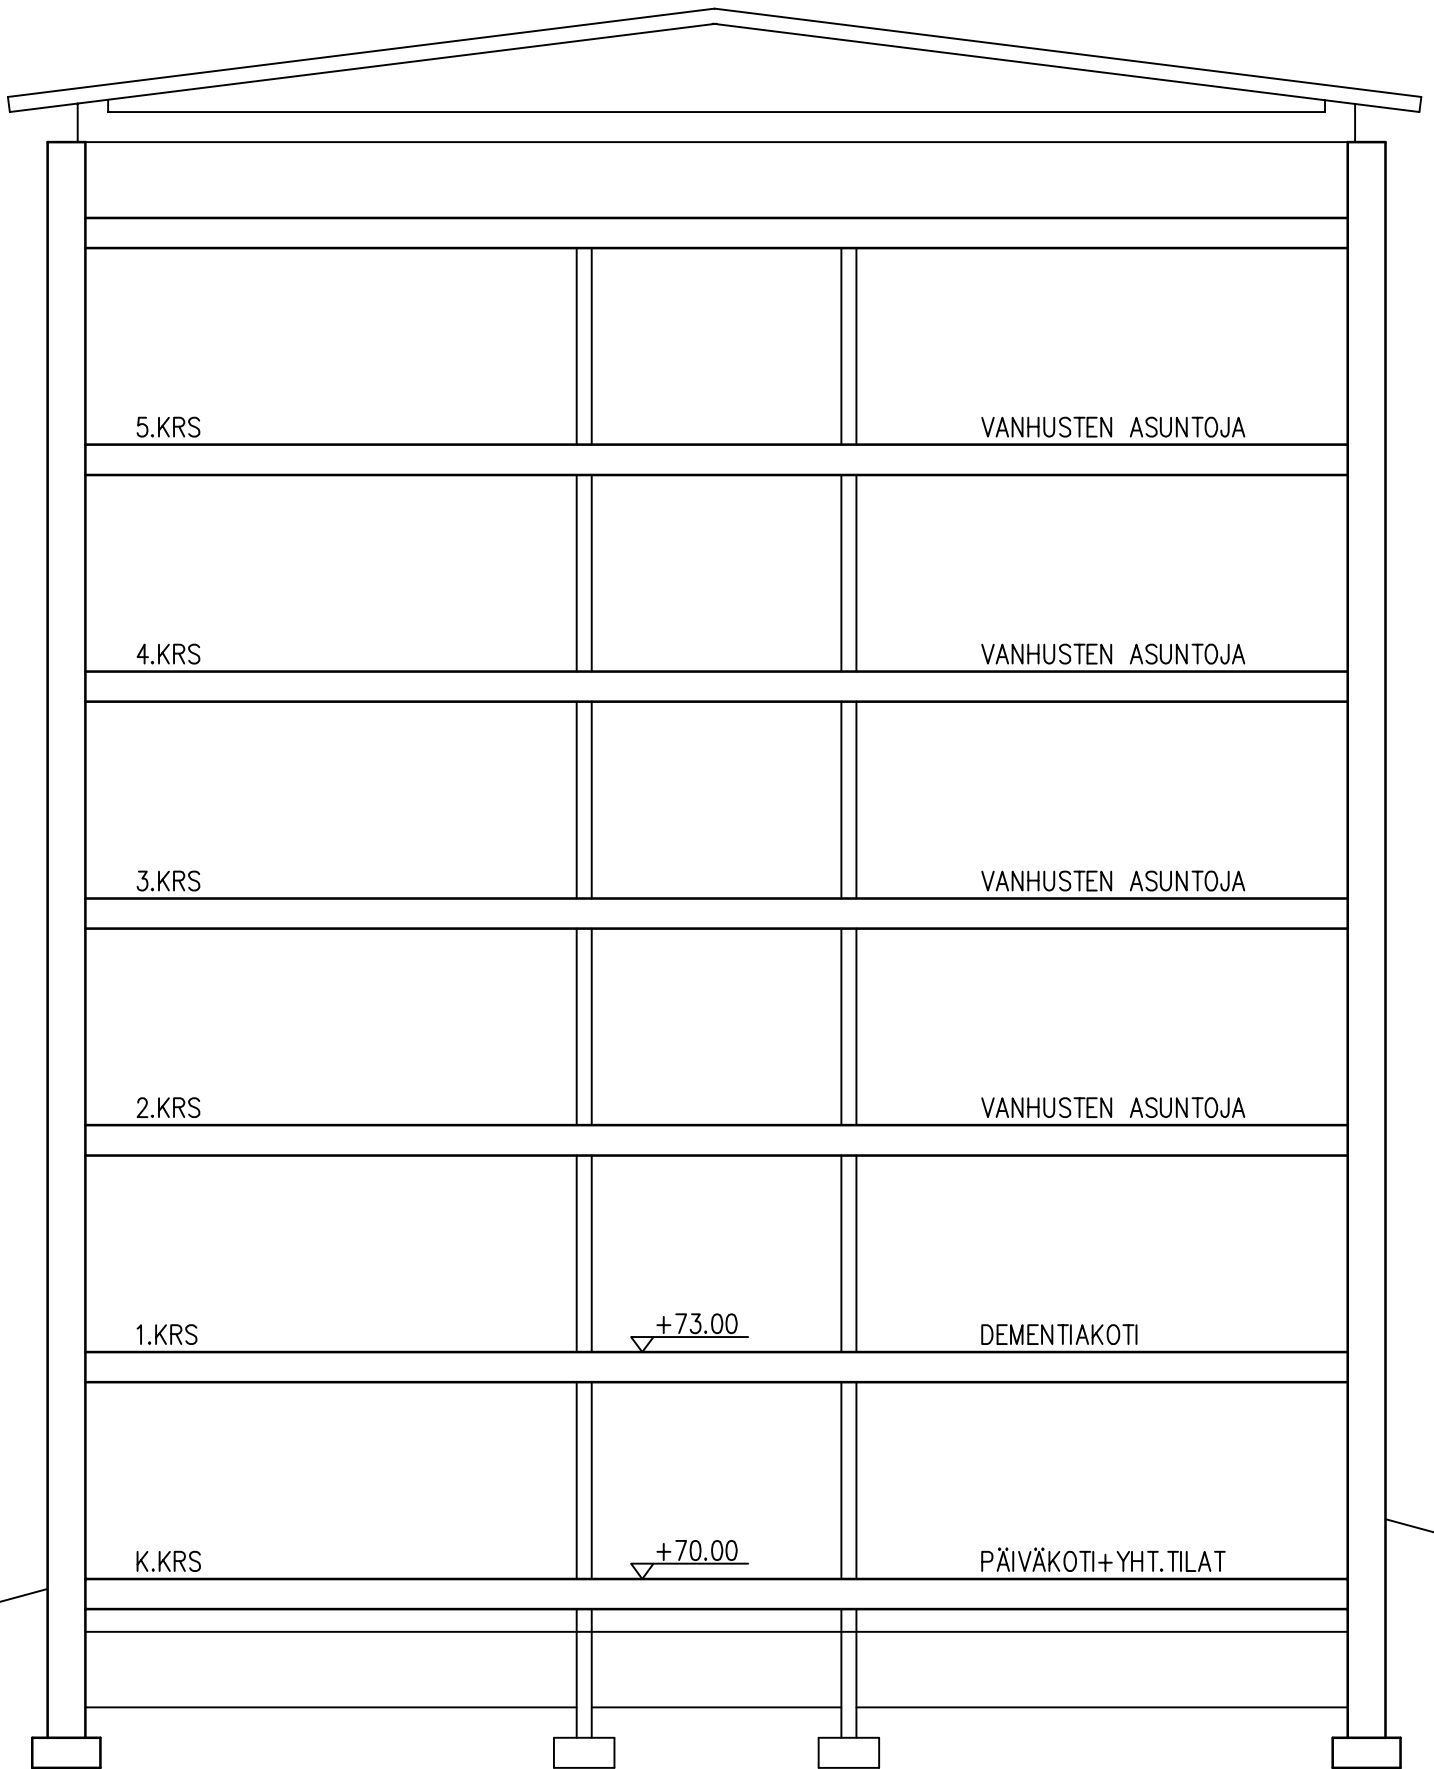 5.KRS VANHUSTEN ASUNTOJA
4.KRS VANHUSTEN ASUNTOJA
3.KRS VANHUSTEN ASUNTOJA
2.KRS VANHUSTEN ASUNTOJA
1.KRS +73.00 DEMENTIAKOTI
K.KRS +70.00 PÄIVÄKOTI+YHT.TILAT